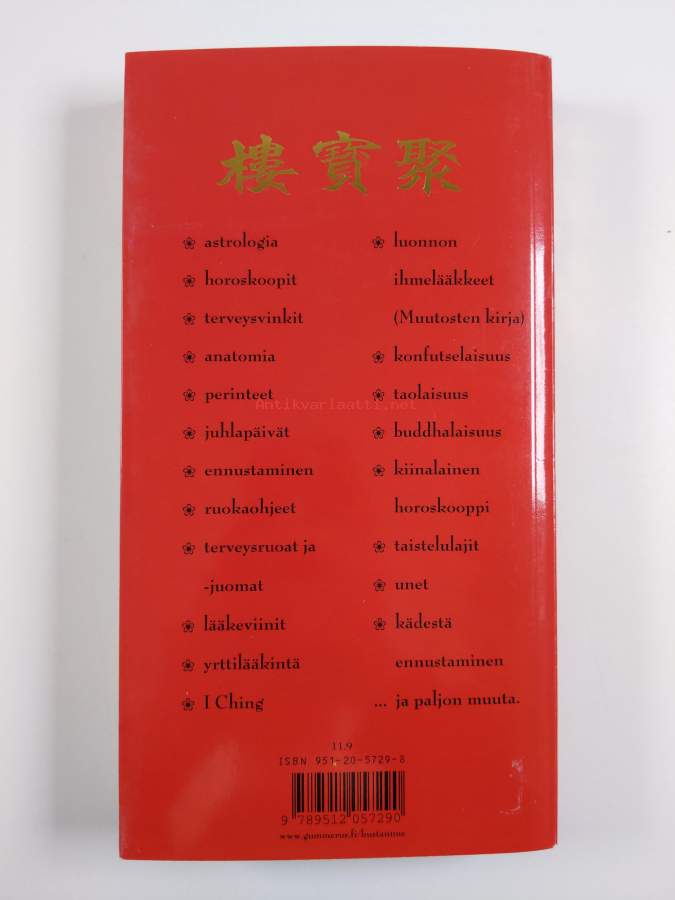 樓寶聚
❀ astrologia
❀ horoskoopit
❀ terveysvinkit
❀ anatomia
❀ perinteet
❀ juhlapäivät
❀ ennustaminen
❀ ruokaohjeet
❀ terveysruoat ja
-juomat
❀ lääkeviinit
❀ yrttilääkintä
❀ I Ching
❀ luonnon
ihmelääkkeet
(Muutosten kirja)
❀ konfutselaisuus
❀ taolaisuus
❀ buddhalaisuus
❀ kiinalainen
horoskooppi
❀ taistelulajit
❀ unet
❀ kädestä
ennustaminen
... ja paljon muuta.
Antikvariaatti.net
11.9
ISBN 951-20-5729-8
9 789512 057290
www.gummerus.fi/kustannus